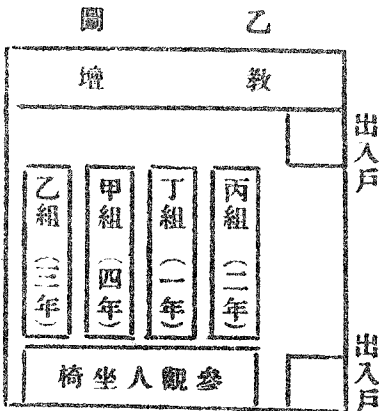 乙圖
教壇
出入戶
丙組（二年）
丁組（一年）
甲組（四年）
乙組（三年）
出入戶
參觀人坐椅